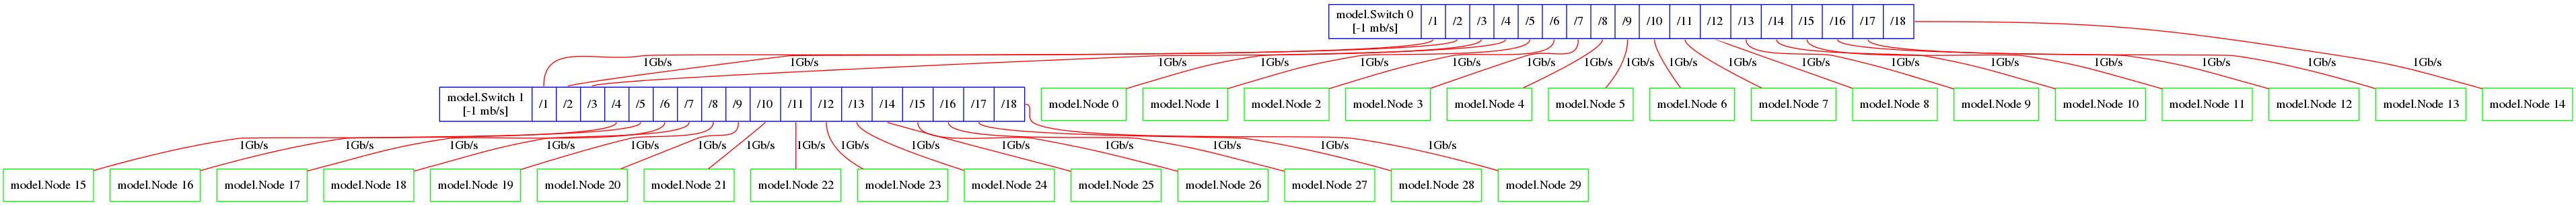 model.Switch 0 /1 /2 /3 /4 /5 /6 /7 /8 /9 /10 /11 /12 /13 /14 /15 /16 /17 /18
[-1 mb/s]
1Gb/s 1Gb/s 1Gb/s 1Gb/s 1Gb/s 1Gb/s 1Gb/s 1Gb/s 1Gb/s 1Gb/s 1Gb/s 1Gb/s 1Gb/s 1Gb/s 1Gb/s 1Gb/s 1Gb/s 1Gb/s
model.Switch 1 /1 /2 /3 /4 /5 /6 /7 /8 /9 /10 /11 /12 /13 /14 /15 /16 /17 /18
[-1 mb/s]
model.Node 0 model.Node 1 model.Node 2 model.Node 3 model.Node 4 model.Node 5 model.Node 6 model.Node 7 model.Node 8 model.Node 9 model.Node 10 model.Node 11 model.Node 12 model.Node 13 model.Node 14
1Gb/s 1Gb/s 1Gb/s 1Gb/s 1Gb/s 1Gb/s 1Gb/s 1Gb/s 1Gb/s 1Gb/s 1Gb/s 1Gb/s 1Gb/s 1Gb/s 1Gb/s
model.Node 15 model.Node 16 model.Node 17 model.Node 18 model.Node 19 model.Node 20 model.Node 21 model.Node 22 model.Node 23 model.Node 24 model.Node 25 model.Node 26 model.Node 27 model.Node 28 model.Node 29